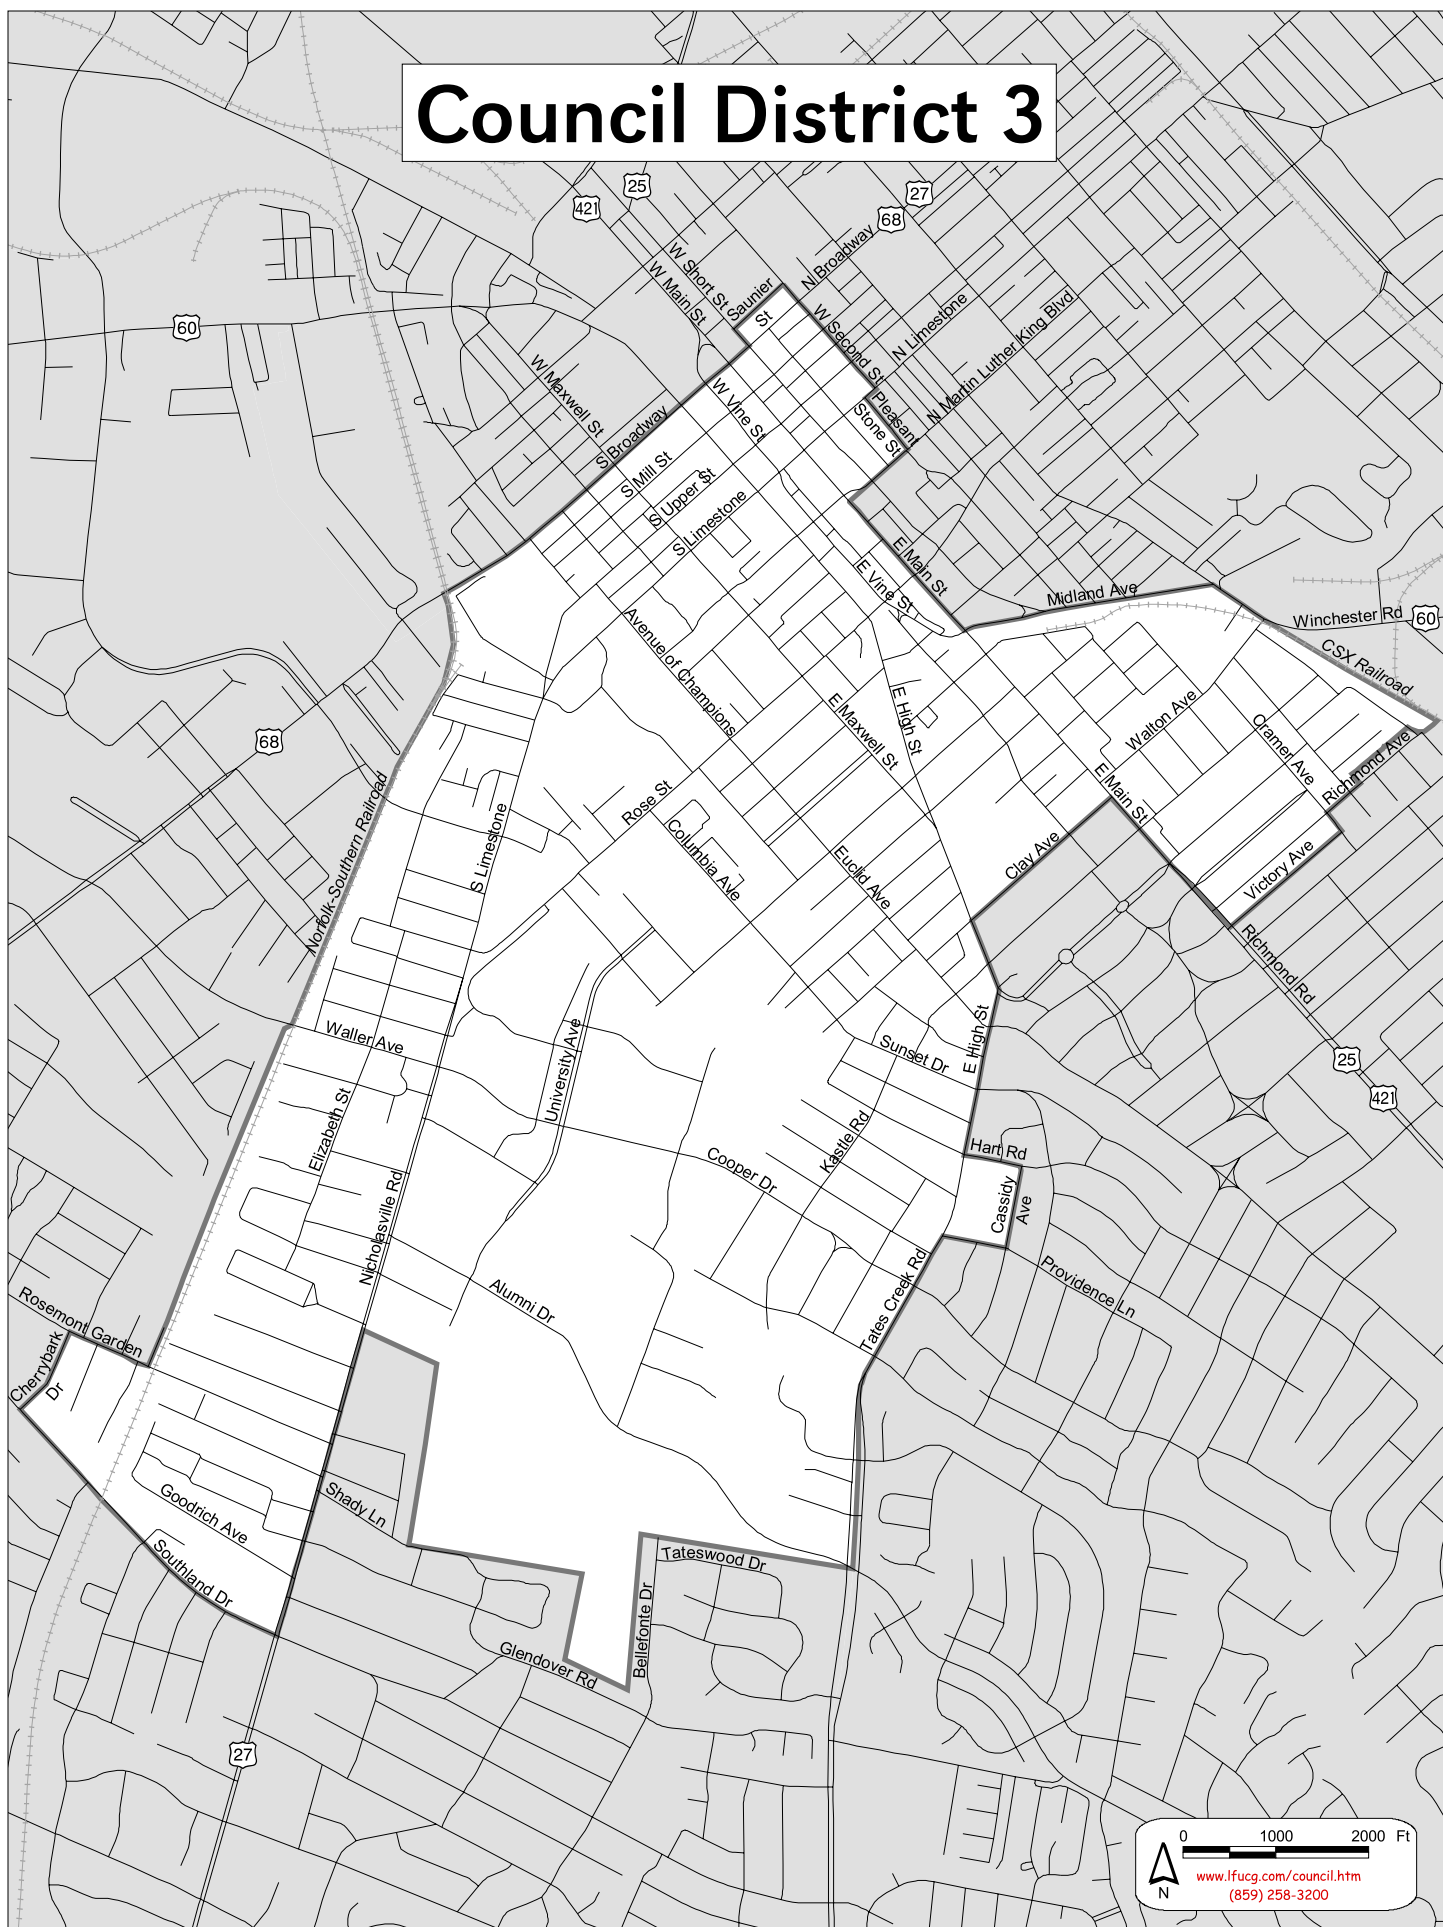 Council District 3
25
421
27
68
N Broadway
W Short St
W Main St
Saunier
St
W Second St
N Limestone
N Martin Luther King Blvd
60
W Maxwell St
W Vine St
Pleasant
Stone St
S Broadway
S Mill St
S Upper St
S Limestone
E Main St
E Vine St
Midland Ave
Winchester Rd
60
CSX Railroad
Avenue of Champions
E Maxwell St
E High St
Walton Ave
Cramer Ave
Richmond Ave
68
E Main St
Norfolk-Southern Railroad
Rose St
Columbia Ave
S Limestone
Euclid Ave
Clay Ave
Victory Ave
Richmond Rd
25
421
Waller Ave
University Ave
E High St
Sunset Dr
Elizabeth St
Kastle Rd
Hart Rd
Cooper Dr
Cassidy
Ave
Nicholasville Rd
Alumni Dr
Tates Creek Rd
Providence Ln
Rosemont Garden
Cherrybark
Dr
Goodrich Ave
Shady Ln
Southland Dr
Tateswood Dr
Bellefonte Dr
Glendover Rd
27
0 1000 2000 Ft
www.lfucg.com/council.htm
(859) 258-3200
N